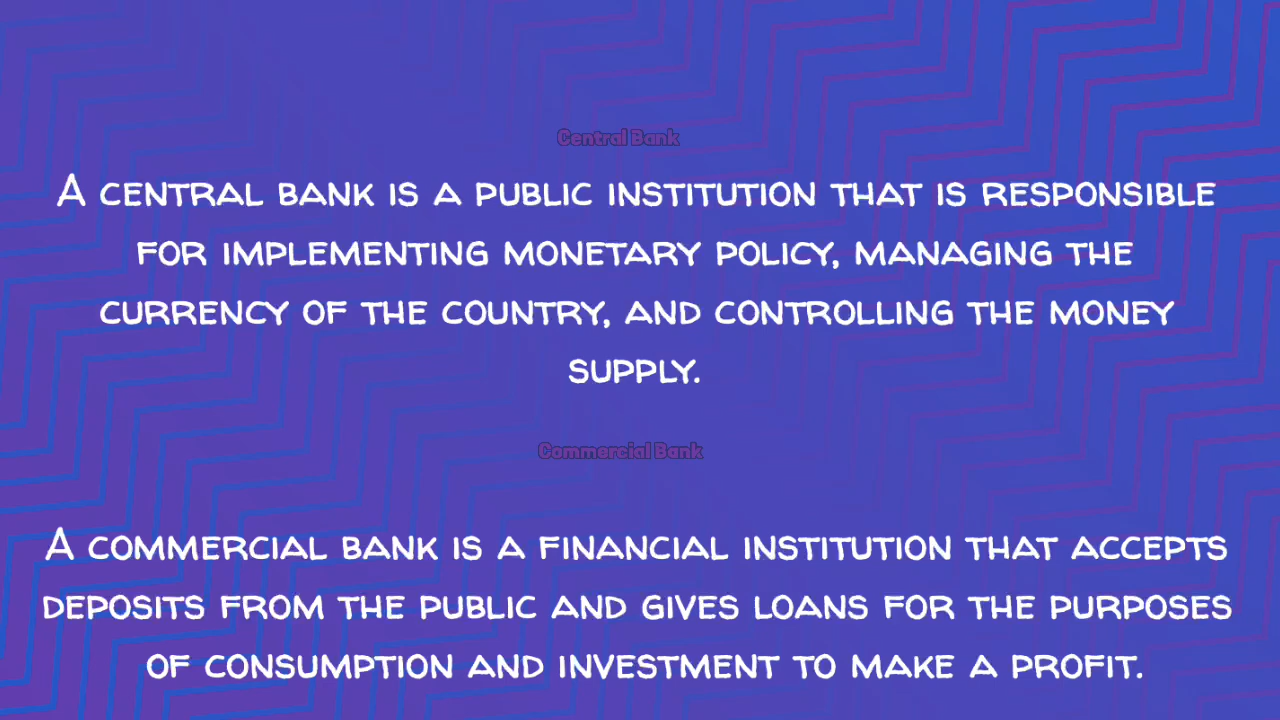 Central Bank
A CENTRAL BANK IS A PUBLIC INSTITUTION THAT IS RESPONSIBLE
FOR IMPLEMENTING MONETARY POLICY, MANAGING THE
CURRENCY OF THE COUNTRY, AND CONTROLLING THE MONEY
SUPPLY.
Commercial Bank
A COMMERCIAL BANK IS A FINANCIAL INSTITUTION THAT ACCEPTS
DEPOSITS FROM THE PUBLIC AND GIVES LOANS FOR THE PURPOSES
OF CONSUMPTION AND INVESTMENT TO MAKE A PROFIT.